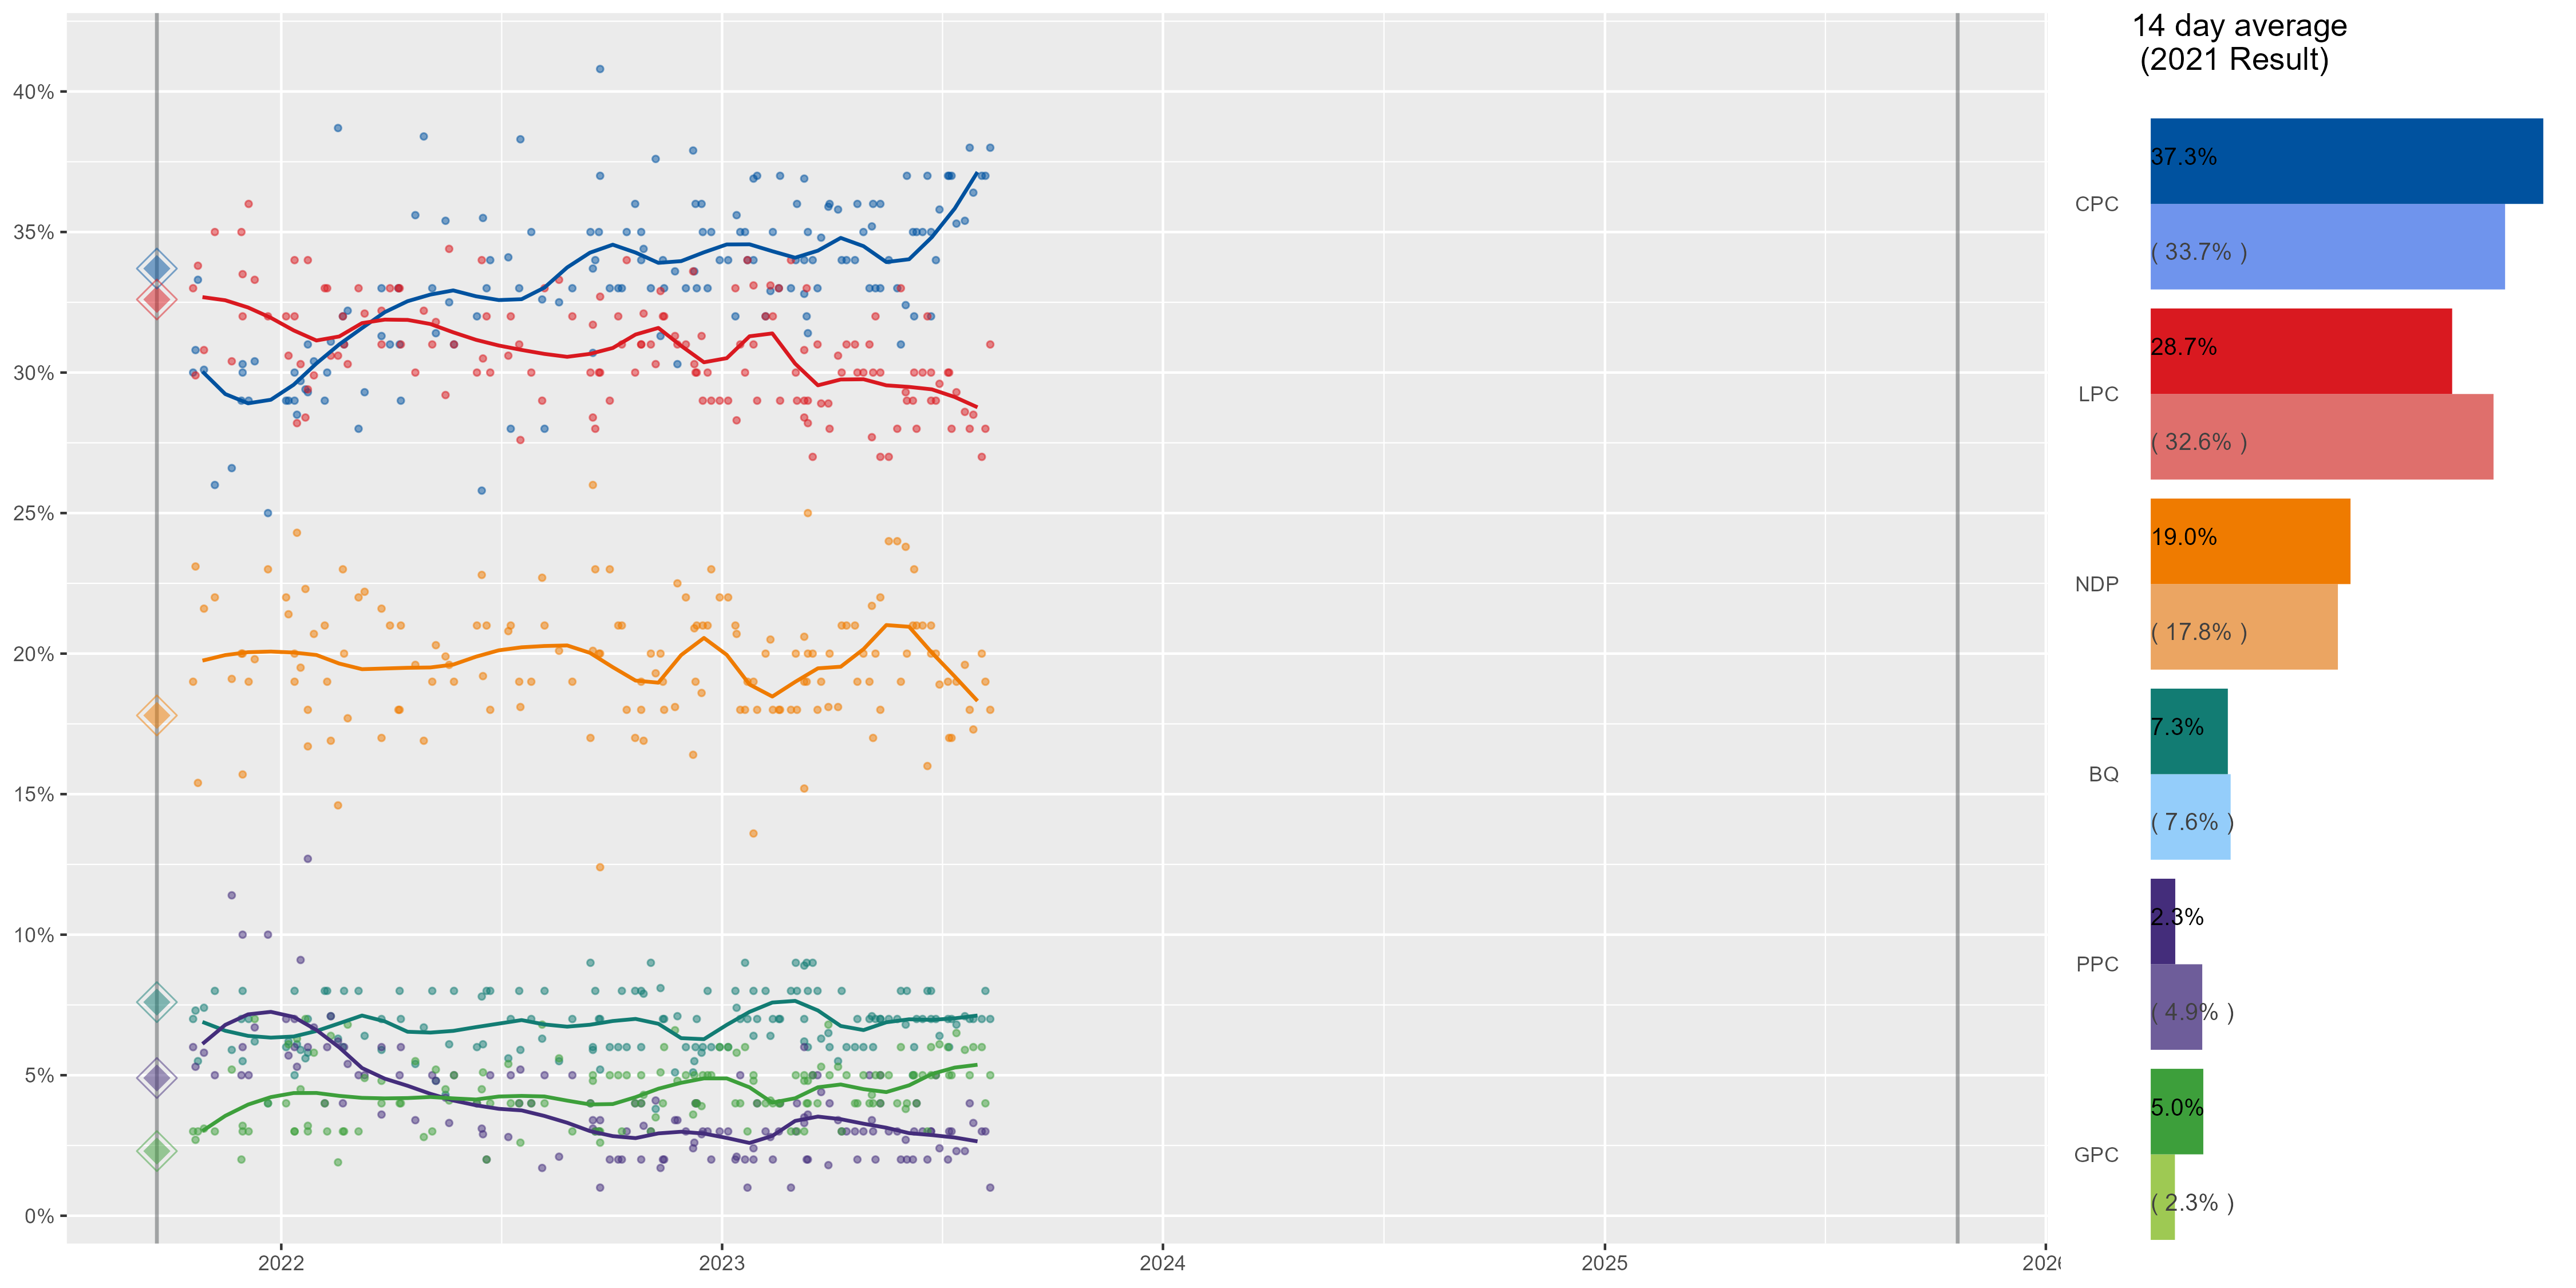 14 day average
(2021 Result)
40%
35%
30%
25%
20%
15%
10%
5%
0%
2022
2023
2024
2025
CPC
37.3%
( 33.7% )
LPC
28.7%
( 32.6% )
NDP
19.0%
( 17.8% )
BQ
7.3%
( 7.6% )
PPC
2.3%
( 4.9% )
GPC
5.0%
( 2.3% )